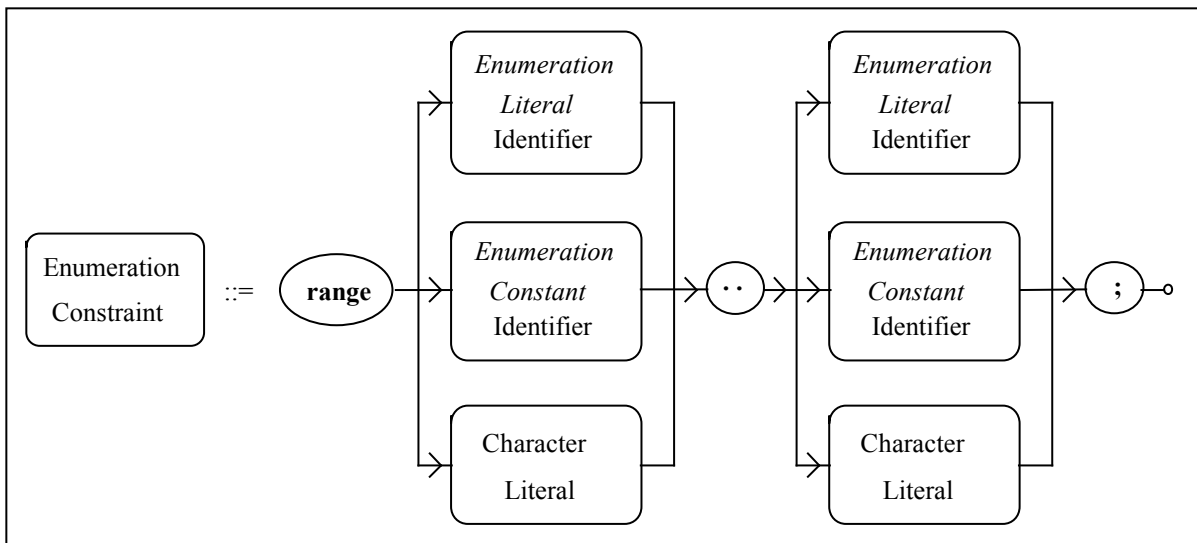 Enumeration
Constraint
::=
range
Enumeration
Literal
Identifier
Enumeration
Constant
Identifier
Character
Literal
..
Enumeration
Literal
Identifier
Enumeration
Constant
Identifier
Character
Literal
;